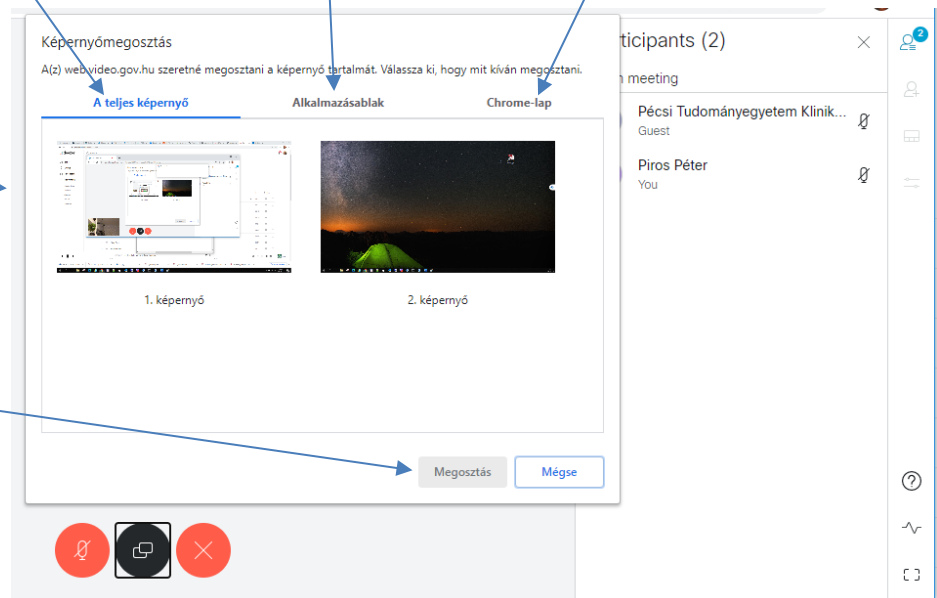 Képernyőmegosztás
A(z) web.video.gov.hu szeretné megosztani a képernyő tartalmát. Válassza ki, hogy mit kíván megosztani.
A teljes képernyő
Alkalmazásablak
Chrome-lap
1. képernyő
2. képernyő
Megosztás
Mégse
ticipants (2)
2
meeting
Pécsi Tudományegyetem Klinik...
Guest
Piros Péter
You